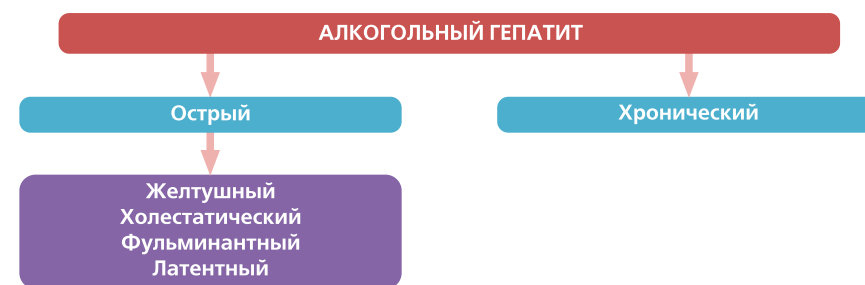 АЛКОГОЛЬНЫЙ ГЕПАТИТ
Острый
Хронический
Желтушный
Холестатический
Фульминантный
Латентный